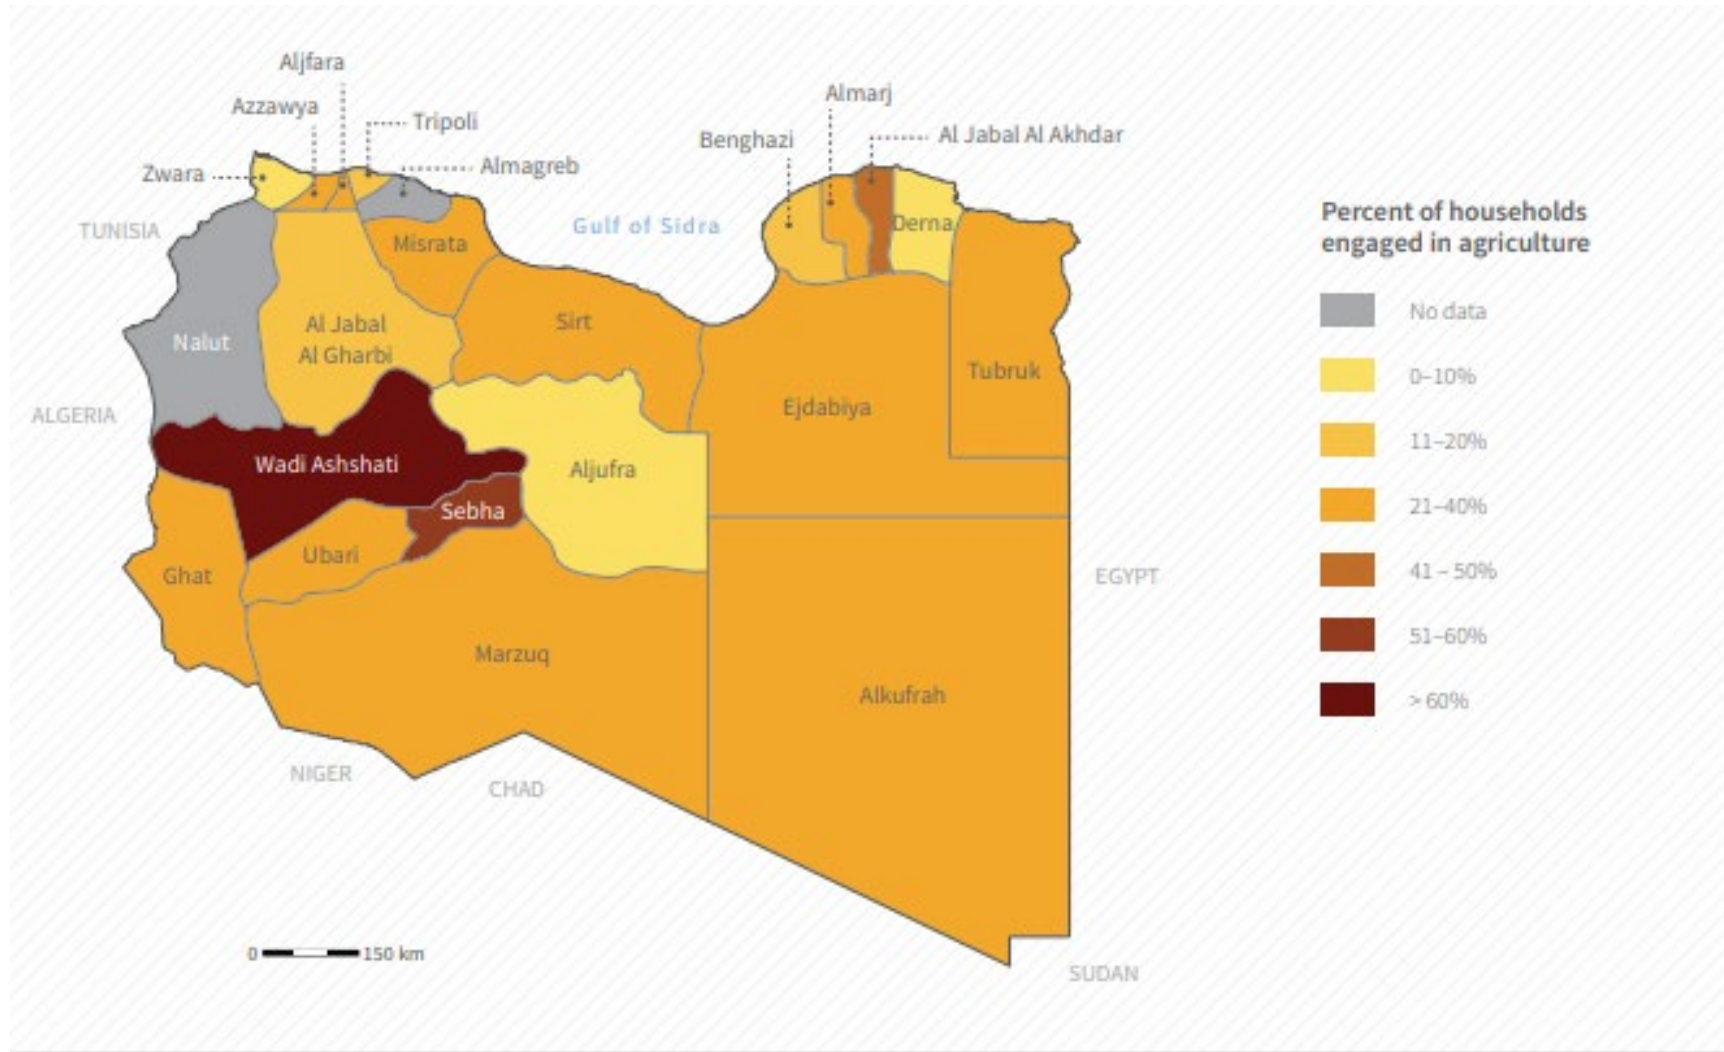 Aljfara
Azzawya
Tripoli
Zwara
Almagreb
Almarj
Benghazi
Al Jabal Al Akhdar
TUNISIA
Misrata
Gulf of Sidra
Derna
Nalut
Al Jabal
Al Gharbi
Sirt
Tubruk
Ejdabiya
ALGERIA
Wadi Ashshati
Aljufra
Sebha
Ubari
Ghat
EGYPT
Marzuq
Alkufrah
NIGER
CHAD
0 150 km
SUDAN
Percent of households
engaged in agriculture
No data
0–10%
11–20%
21–40%
41 – 50%
51–60%
> 60%